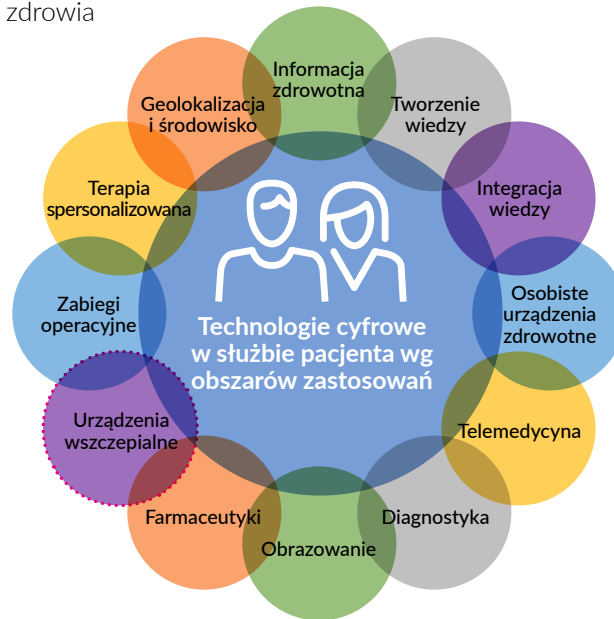 zdrowia
Informacja
zdrowotna
Tworzenie
wiedzy
Integracja
wiedzy
Osobiste
urządzenia
zdrowotne
Telemedycyna
Diagnostyka
Obrazowanie
Farmaceutyki
Urządzenia
wszczepialne
Zabiegi
operacyjne
Terapia
spersonalizowana
Geolokalizacja
i środowisko
Technologie cyfrowe
w służbie pacjenta wg
obszarów zastosowań